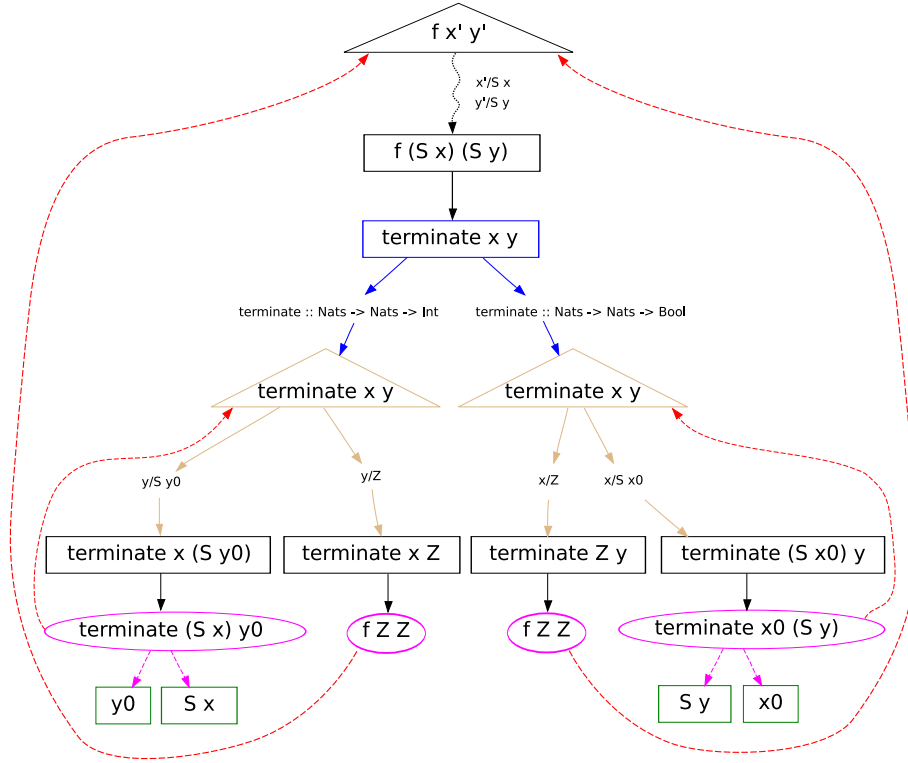 f x' y'
x'/S x
y'/S y
f (S x) (S y)
terminate x y
terminate :: Nats -> Nats -> Int
terminate :: Nats -> Nats -> Bool
terminate x y
terminate x y
y/S y0
y/Z
x/Z
x/S x0
terminate x (S y0)
terminate x Z
terminate Z y
terminate (S x0) y
terminate (S x) y0
f Z Z
f Z Z
terminate x0 (S y)
y0
S x
S y
x0